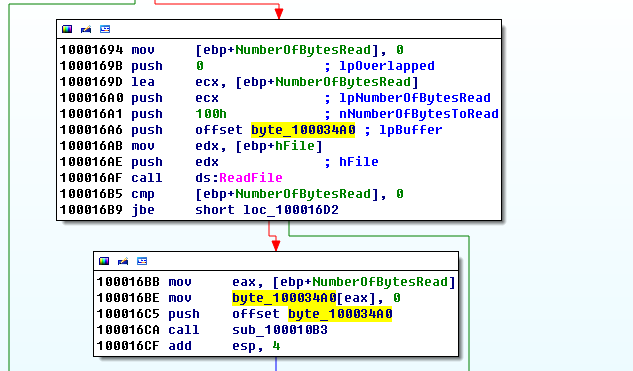 10001694 mov [ebp+NumberOfBytesRead], 0
1000169B push 0 ; lpOverlapped
1000169D lea ecx, [ebp+NumberOfBytesRead]
100016A0 push ecx ; lpNumberOfBytesRead
100016A1 push 100h ; nNumberOfBytesToRead
100016A6 push offset byte_100034A0 ; lpBuffer
100016AB mov edx, [ebp+hFile]
100016AE push edx ; hFile
100016AF call ds:ReadFile
100016B5 cmp [ebp+NumberOfBytesRead], 0
100016B9 jbe short loc_100016D2
100016BB mov eax, [ebp+NumberOfBytesRead]
100016BE mov byte_100034A0[eax], 0
100016C5 push offset byte_100034A0
100016CA call sub_100010B3
100016CF add esp, 4